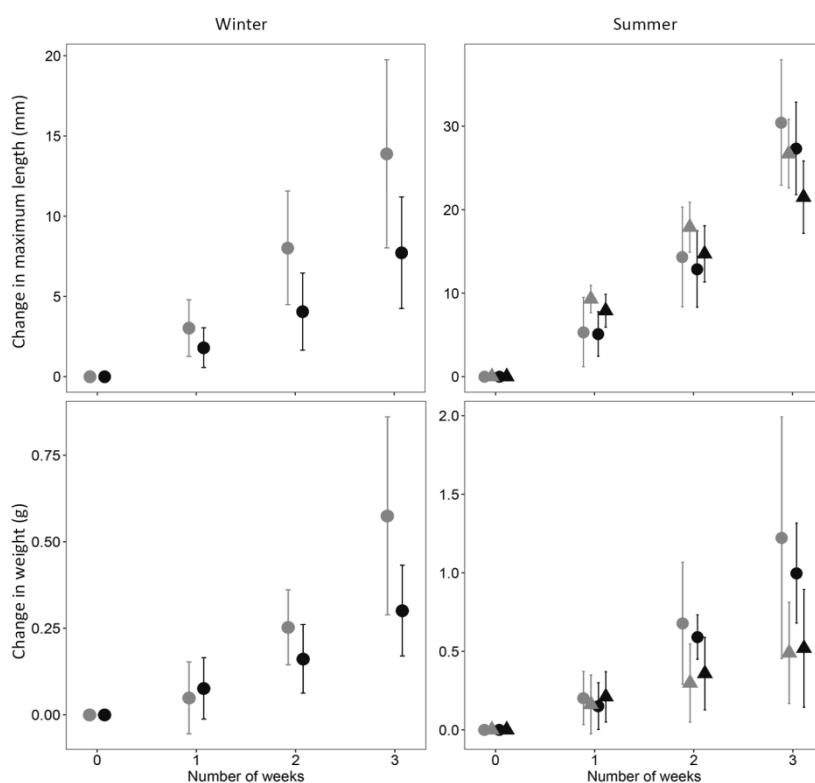 Winter
Summer
Change in maximum length (mm)
20
15
10
5
0
30
20
10
0
Change in weight (g)
0.75
0.50
0.25
0.00
2.0
1.5
1.0
0.5
0.0
0 1 2 3
Number of weeks
0 1 2 3
Number of weeks